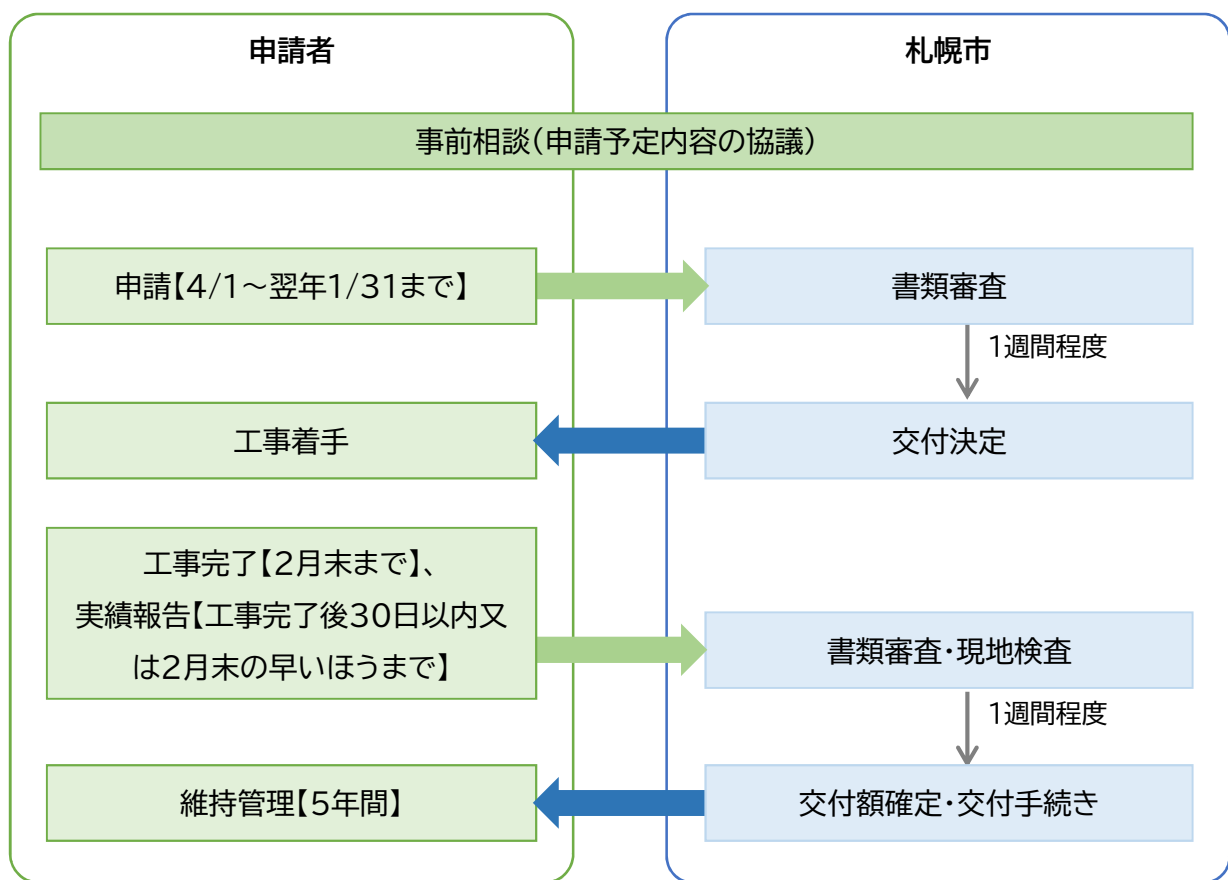 申請者
札幌市
事前相談(申請予定内容の協議)
申請【4/1～翌年1/31まで】
書類審査
1週間程度
工事着手
交付決定
工事完了【2月末まで】、
実績報告【工事完了後30日以内又
は2月末の早いほうまで】
書類審査・現地検査
1週間程度
維持管理【5年間】
交付額確定・交付手続き